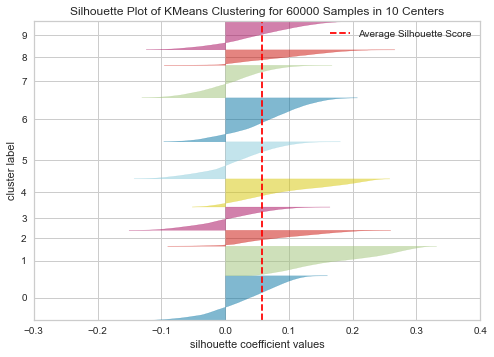 Silhouette Plot of KMeans Clustering for 60000 Samples in 10 Centers
Average Silhouette Score
cluster label
9
8
7
6
5
4
3
2
1
0
−0.3 −0.2 −0.1 0.0 0.1 0.2 0.3 0.4
silhouette coefficient values